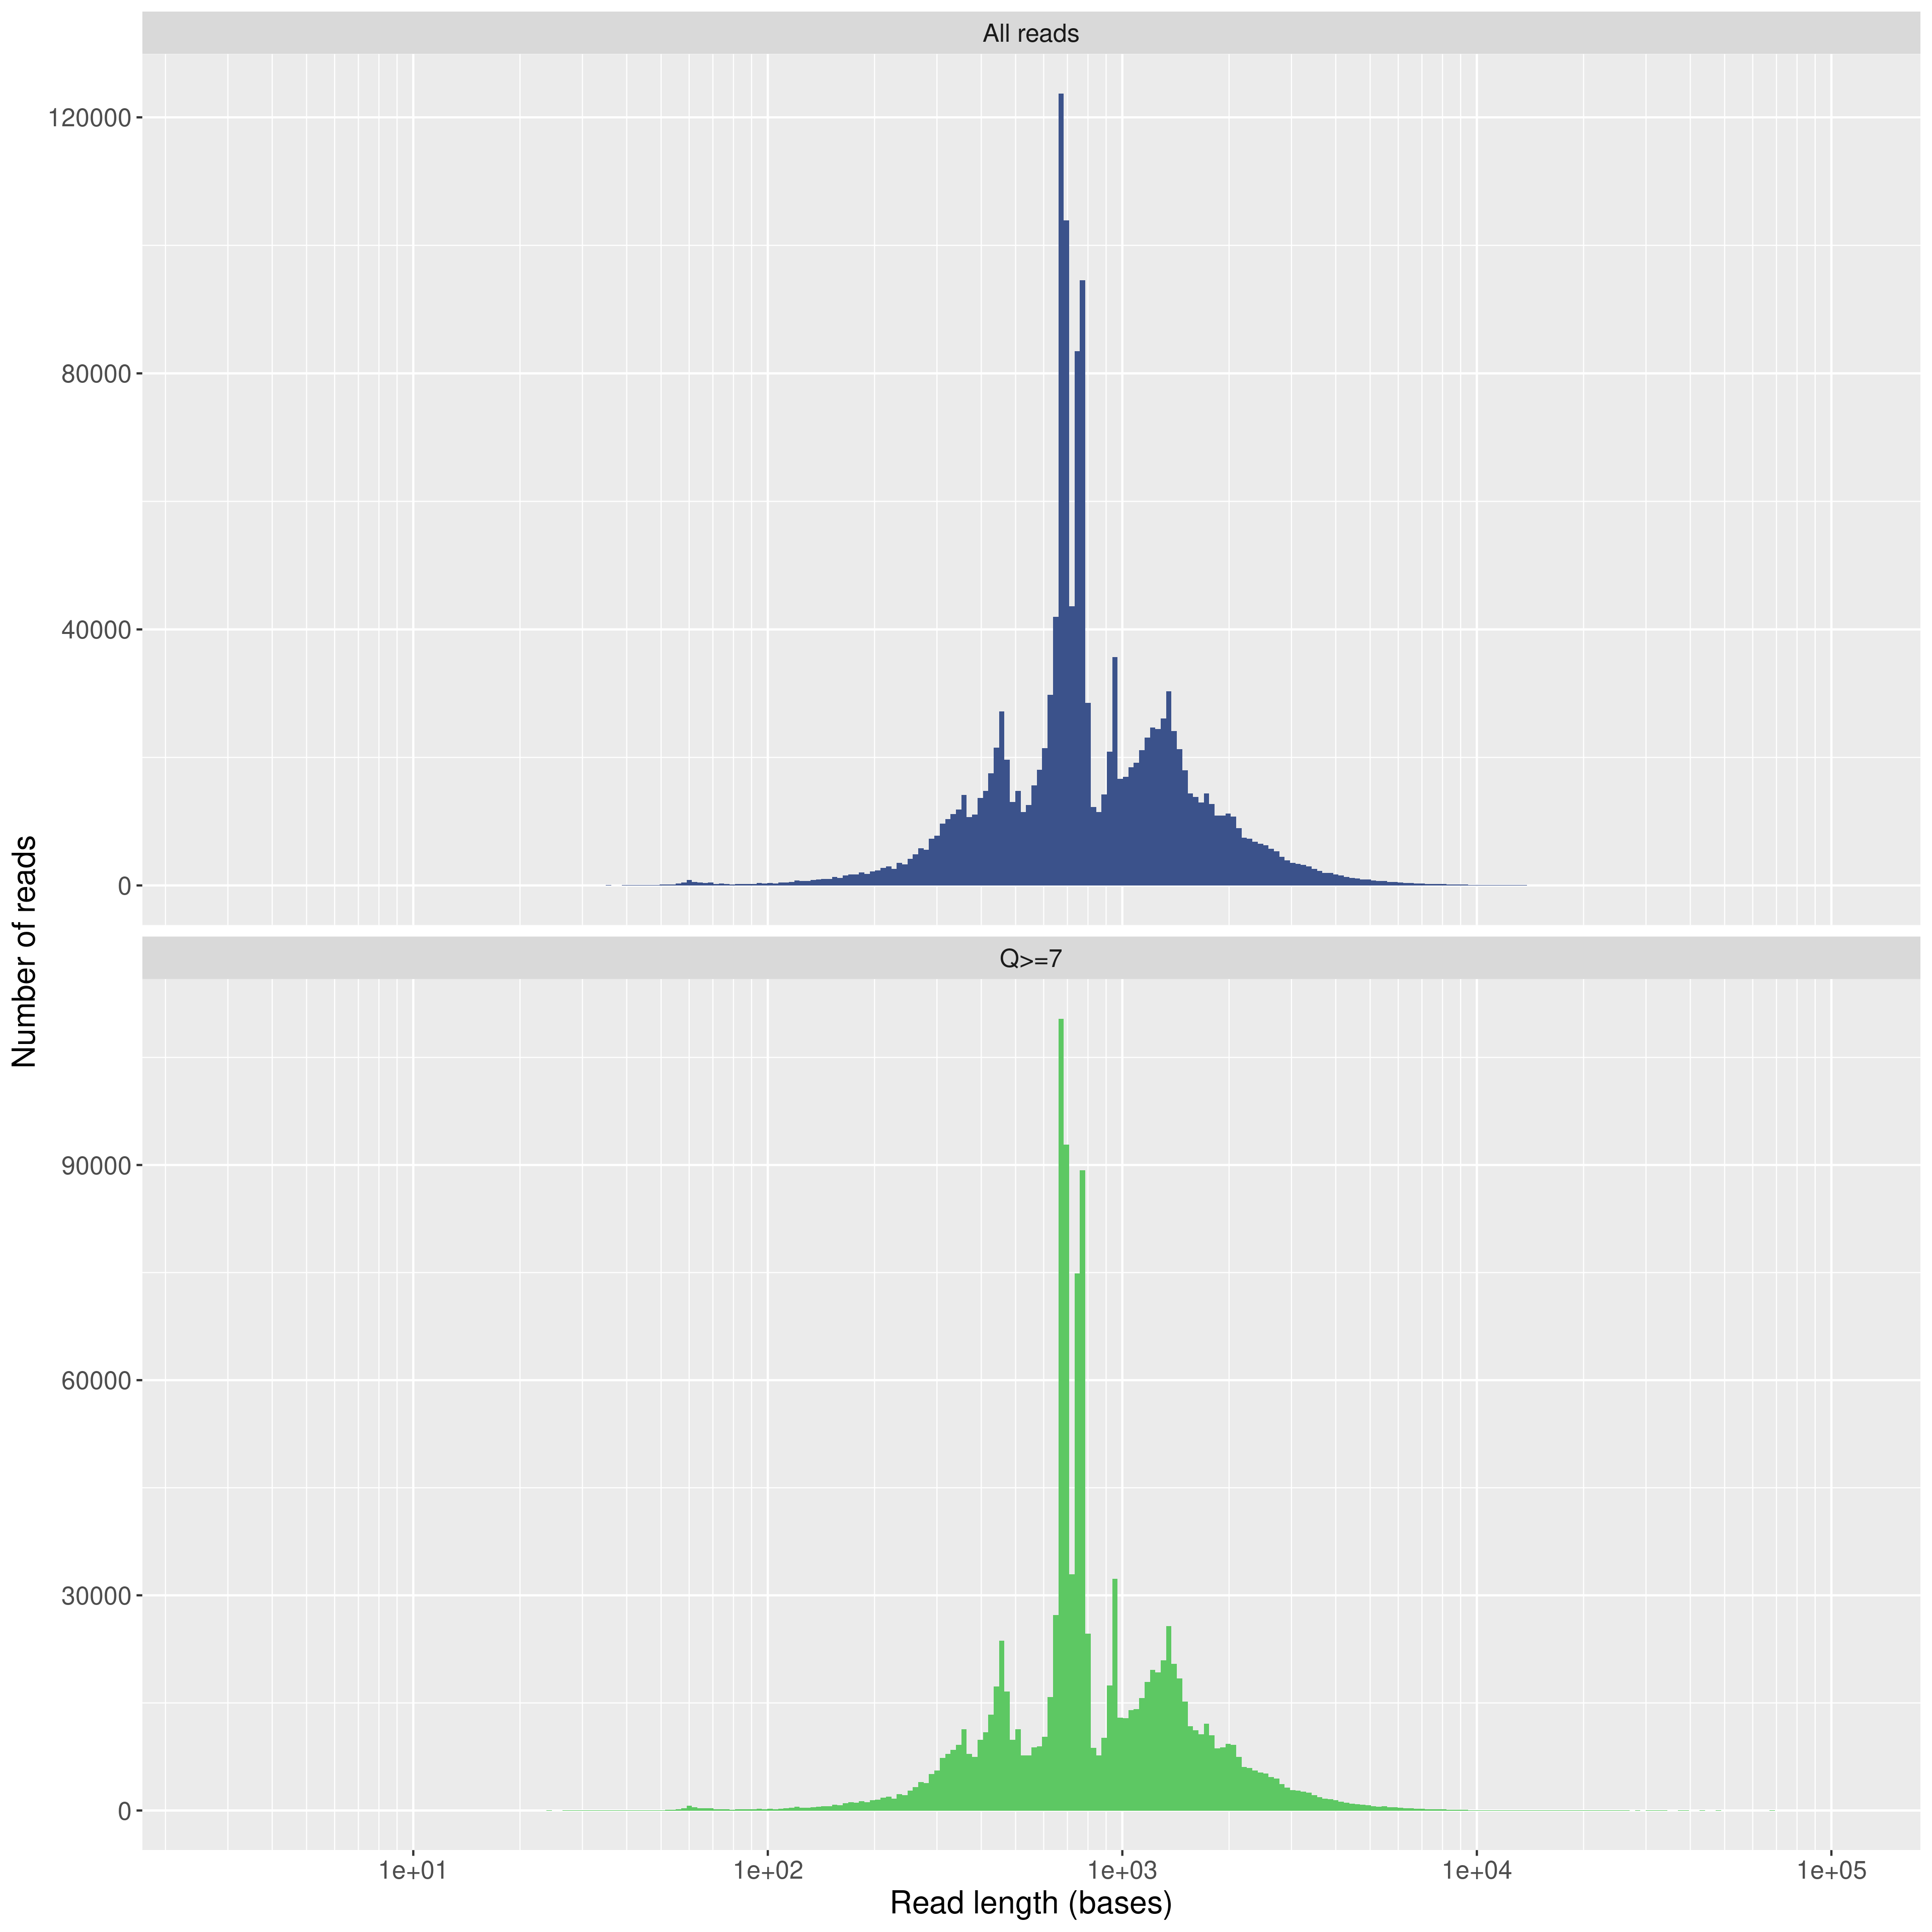 All reads
120000
80000
40000
0
Number of reads
Q>=7
90000
60000
30000
0
1e+01 1e+02 1e+03 1e+04 1e+05
Read length (bases)